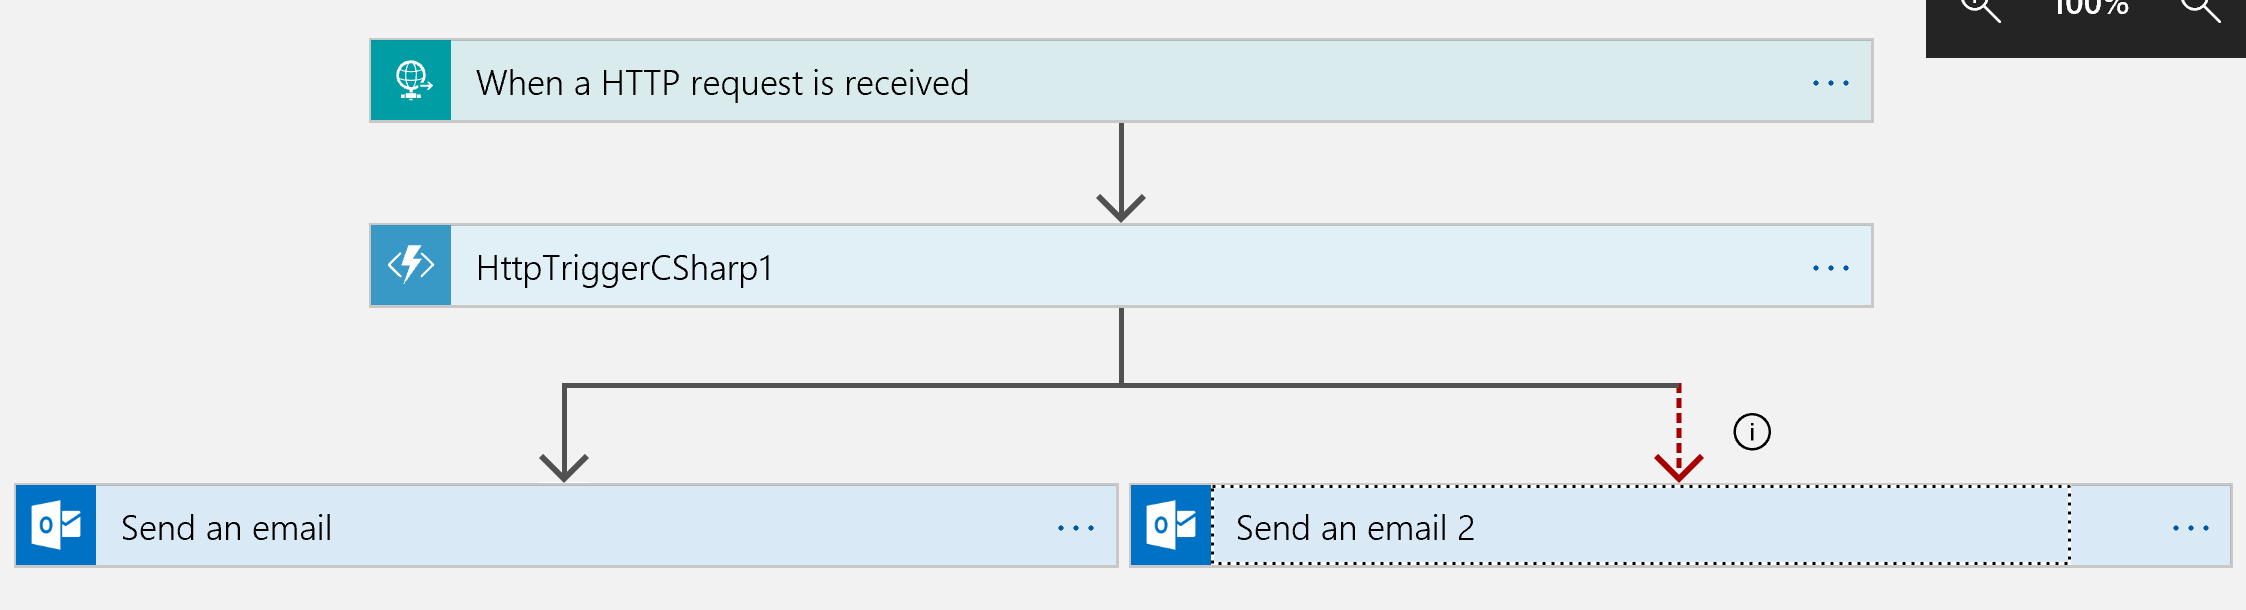 100%
When a HTTP request is received
HttpTriggerCSharp1
Send an email
Send an email 2